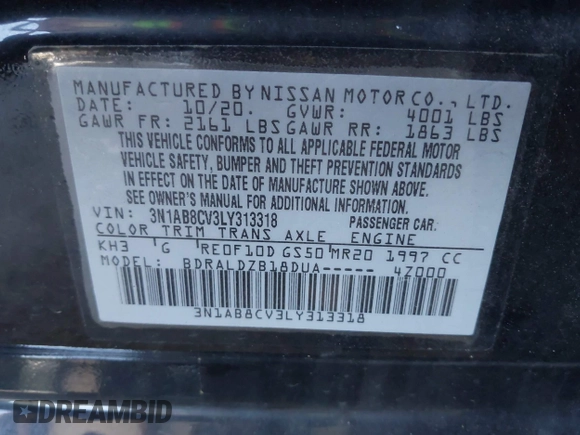 MANUFACTURED BY NISSAN MOTOR CO., LTD.
DATE: 10/20. GVWR: 4001 LBS
GAWR FR: 2161 LBS GAWR RR: 1863 LBS
THIS VEHICLE CONFORMS TO ALL APPLICABLE FEDERAL MOTOR
VEHICLE SAFETY, BUMPER AND THEFT PREVENTION STANDARDS
IN EFFECT ON THE DATE OF MANUFACTURE SHOWN ABOVE.
SEE OWNER'S MANUAL FOR ADDITIONAL INFORMATION.
VIN: 3N1AB8CV3LY313318 PASSENGER CAR.
COLOR TRIM TRANS AXLE ENGINE
KH3 'G 'RE0F10D GS50'MR20 1997 CC
MODEL: BDRALDZB18DUA----- 4Z000
3N1AB8CV3LY313318
DREAMBID